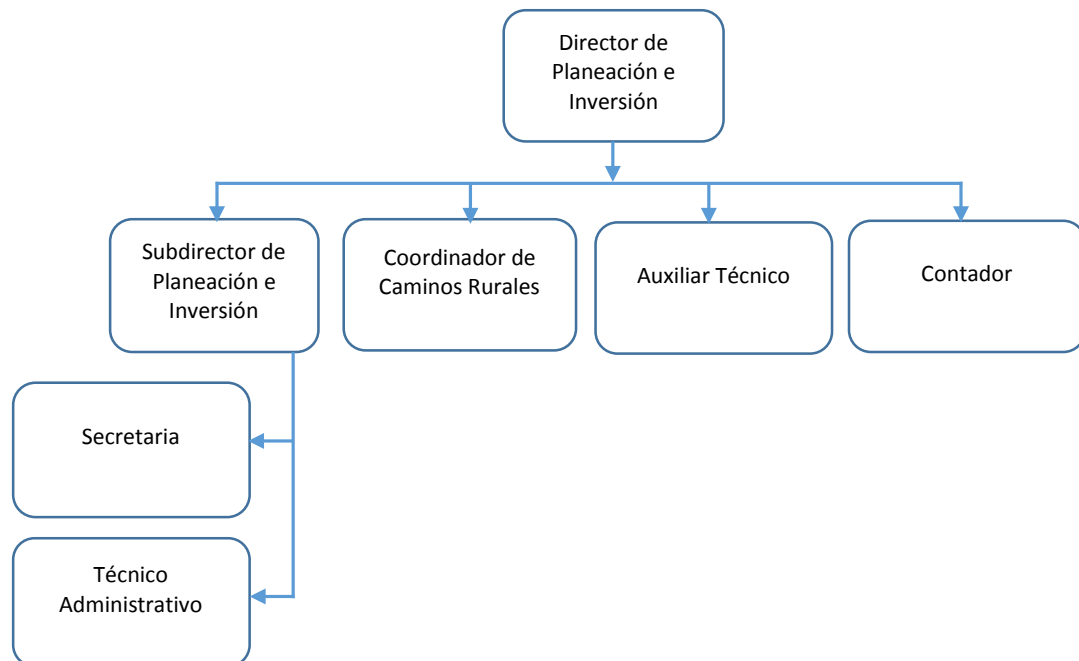 Director de
Planeación e
Inversión
Subdirector de
Planeación e
Inversión
Coordinador de
Caminos Rurales
Auxiliar Técnico
Contador
Secretaria
Técnico
Administrativo